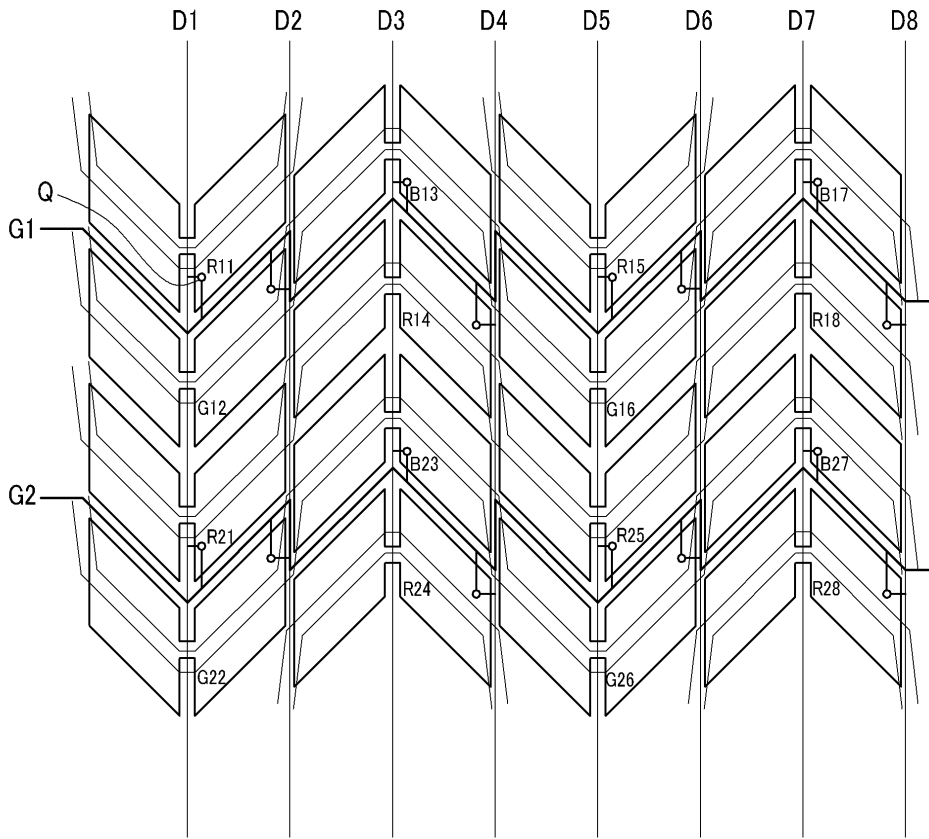 D1 D2 D3 D4 D5 D6 D7 D8
Q B13 B17
G1
R11 R15
R14 R18
G12 G16
B23 B27
G2
R21 R25
R24 R28
G22 G26